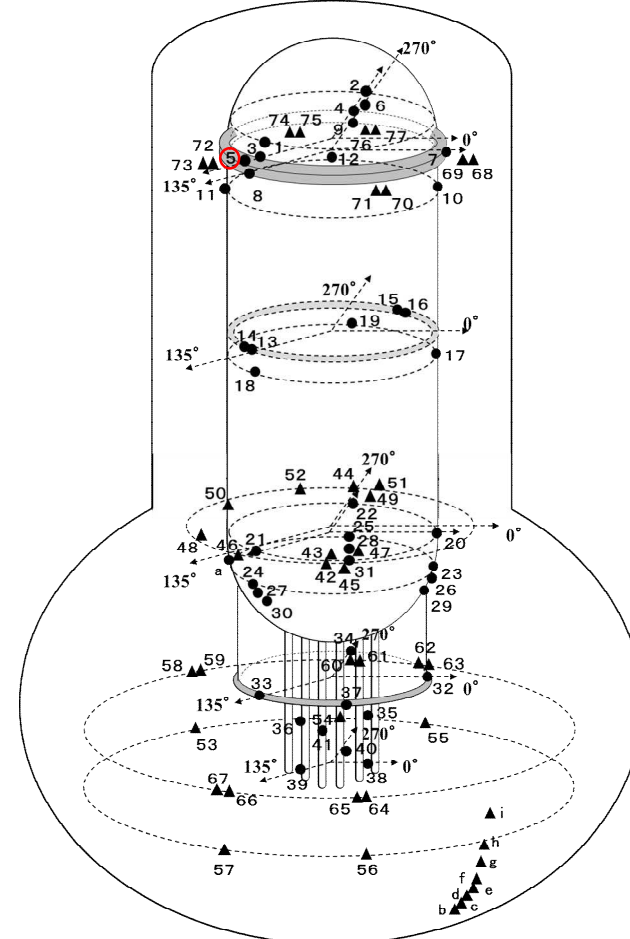 270°
2
4 6
74 75 9 77 0°
72 5 3 1 76
73 12 7
135° 69 68
11 8 71 70 10
270°
15 16
19 0°
14 13
135° 17
18
270°
52 44 51
50 49
22
25 0°
48 46 21 28 20
43 47
135° a 42 31
24 45 23
27 26
30 29
34 270°
58 59 60 61 62 63
33 32 0°
135° 37
54 35
53 36 270° 55
41 40
135° 0°
39 38
67 66 65 64
i
h
g
57 56 f
e
d
b c